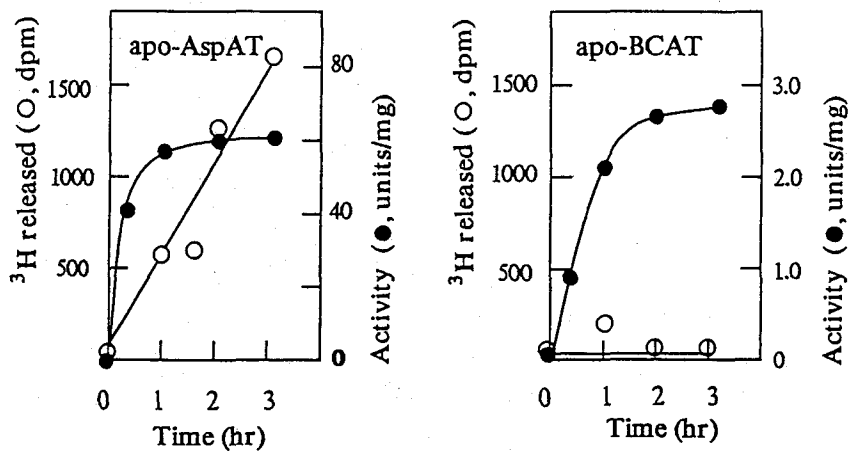 apo-AspAT
³H released (○, dpm)
1500
1000
500
0
80
40
0
Activity (●, units/mg)
0 1 2 3
Time (hr)
apo-BCAT
³H released (○, dpm)
1500
1000
500
0
3.0
2.0
1.0
0
Activity (●, units/mg)
0 1 2 3
Time (hr)